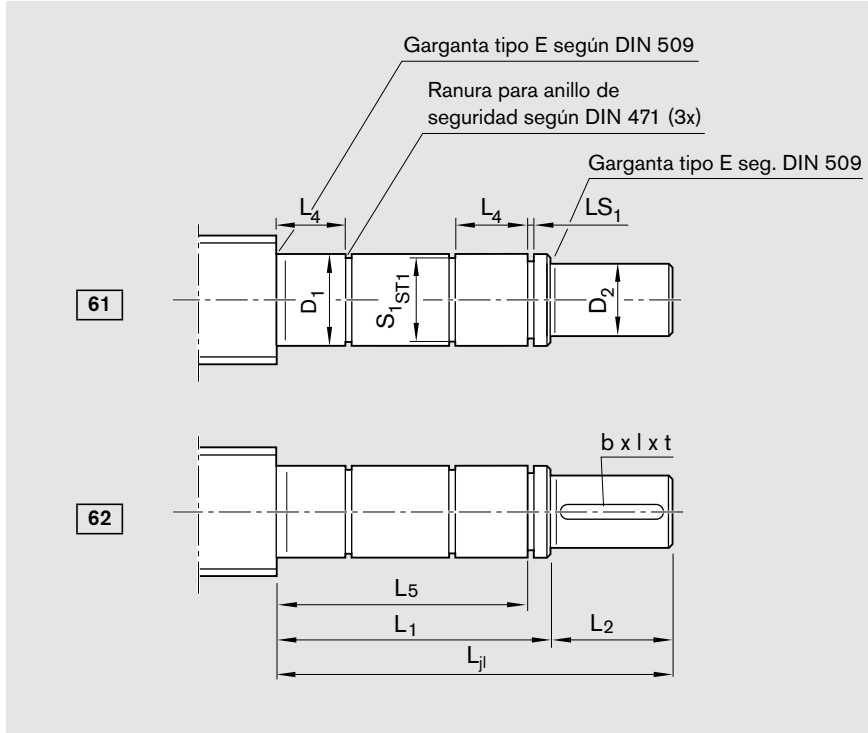 Garganta tipo E según DIN 509
Ranura para anillo de
seguridad según DIN 471 (3x)
Garganta tipo E seg. DIN 509
L4 L4 LS1
61
D1 S1ST1 D2
b x l x t
62
L5
L1 L2
Ljl